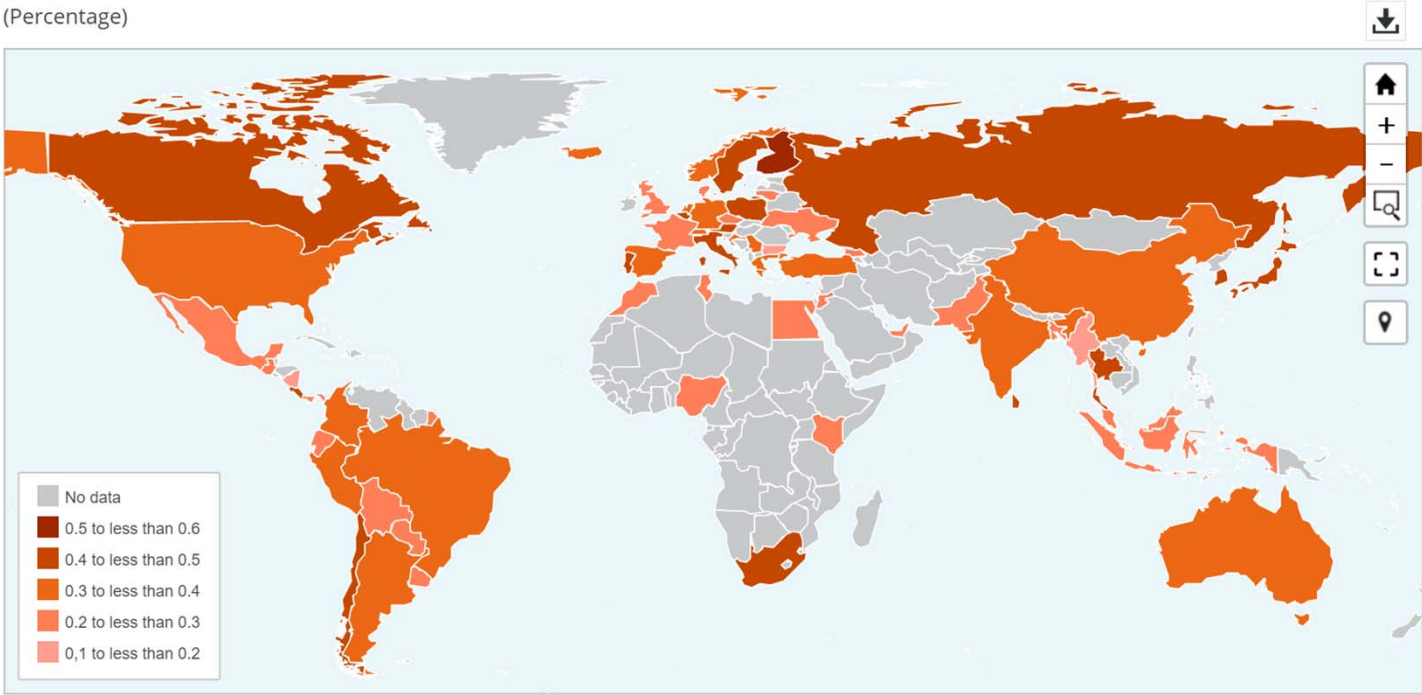 (Percentage)
+
−
No data
0.5 to less than 0.6
0.4 to less than 0.5
0.3 to less than 0.4
0.2 to less than 0.3
0,1 to less than 0.2